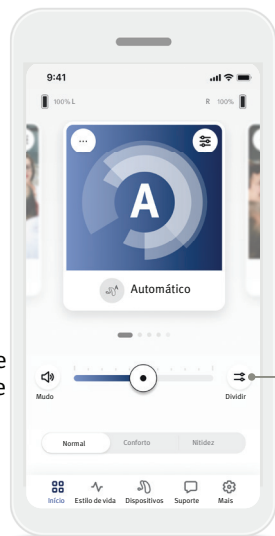 9:41
100% L
R 100%
...
A
A
Automático
e
e
Mudo
Dividir
Normal Conforto Nitidez
Início Estilo de vida Dispositivos Suporte Mais